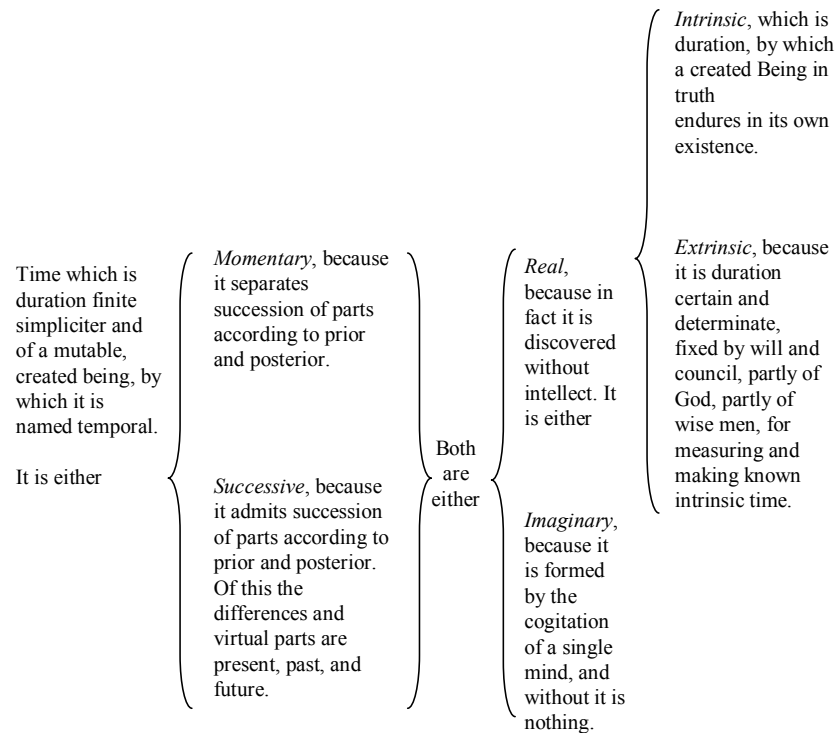 Time which is
duration finite
simpliciter and
of a mutable,
created being, by
which it is
named temporal.
It is either
Momentary, because
it separates
succession of parts
according to prior
and posterior.
Successive, because
it admits succession
of parts according to
prior and posterior.
Of this the
differences and
virtual parts are
present, past, and
future.
Both
are
either
Real,
because in
fact it is
discovered
without
intellect. It
is either
Imaginary,
because it
is formed
by the
cogitation
of a single
mind, and
without it is
nothing.
Intrinsic, which is
duration, by which
a created Being in
truth
endures in its own
existence.
Extrinsic, because
it is duration
certain and
determinate,
fixed by will and
council, partly of
God, partly of
wise men, for
measuring and
making known
intrinsic time.